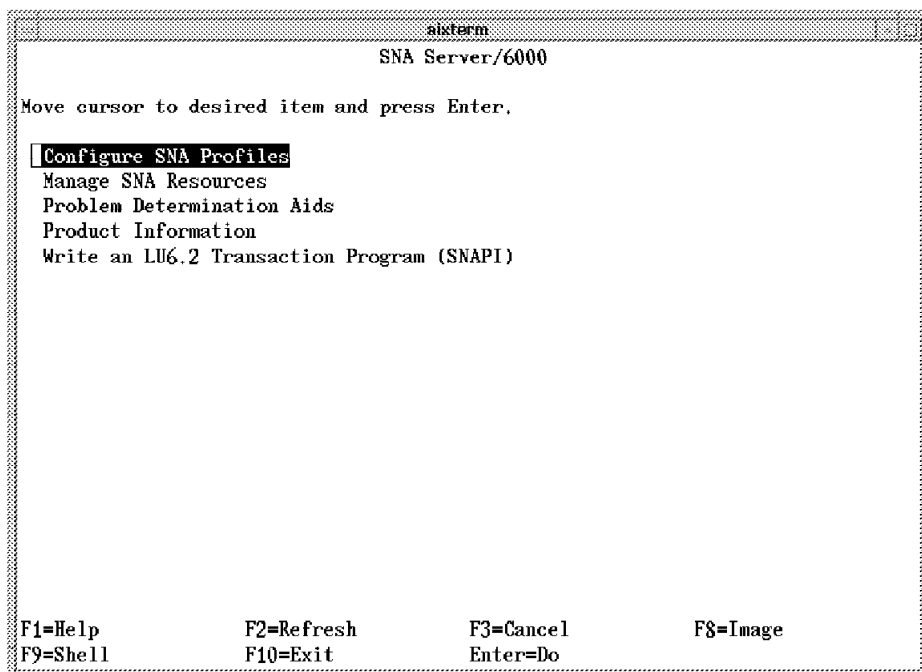 aixterm
SNA Server/6000
Move cursor to desired item and press Enter.
Configure SNA Profiles
Manage SNA Resources
Problem Determination Aids
Product Information
Write an LU6.2 Transaction Program (SNAPI)
F1=Help F2=Refresh F3=Cancel F8=Image
F9=Shell F10=Exit Enter=Do